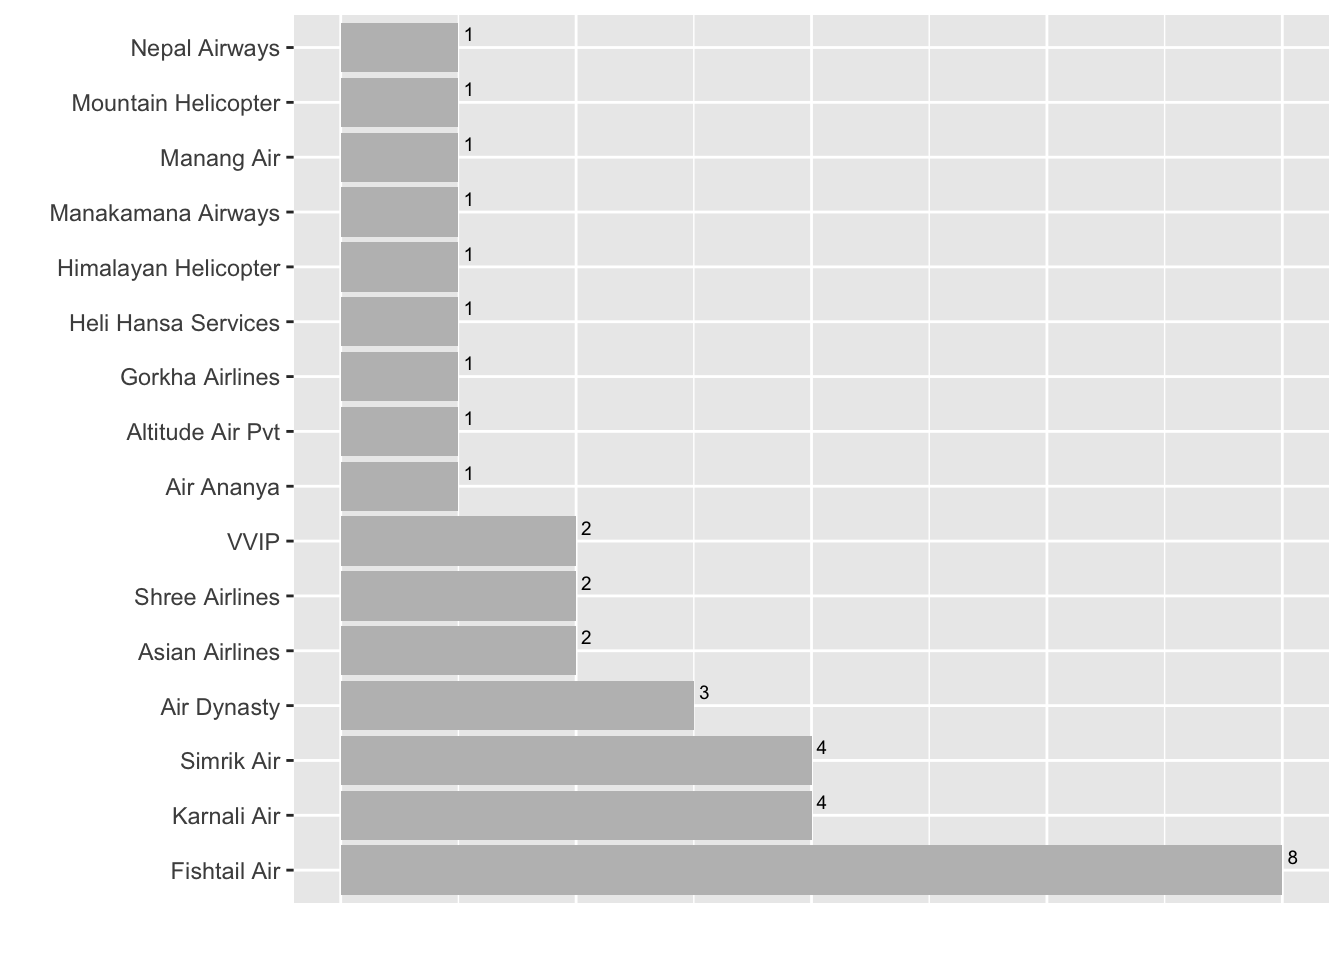 Nepal Airways 1
Mountain Helicopter 1
Manang Air 1
Manakamana Airways 1
Himalayan Helicopter 1
Heli Hansa Services 1
Gorkha Airlines 1
Altitude Air Pvt 1
Air Ananya 1
VVIP 2
Shree Airlines 2
Asian Airlines 2
Air Dynasty 3
Simrik Air 4
Karnali Air 4
Fishtail Air 8